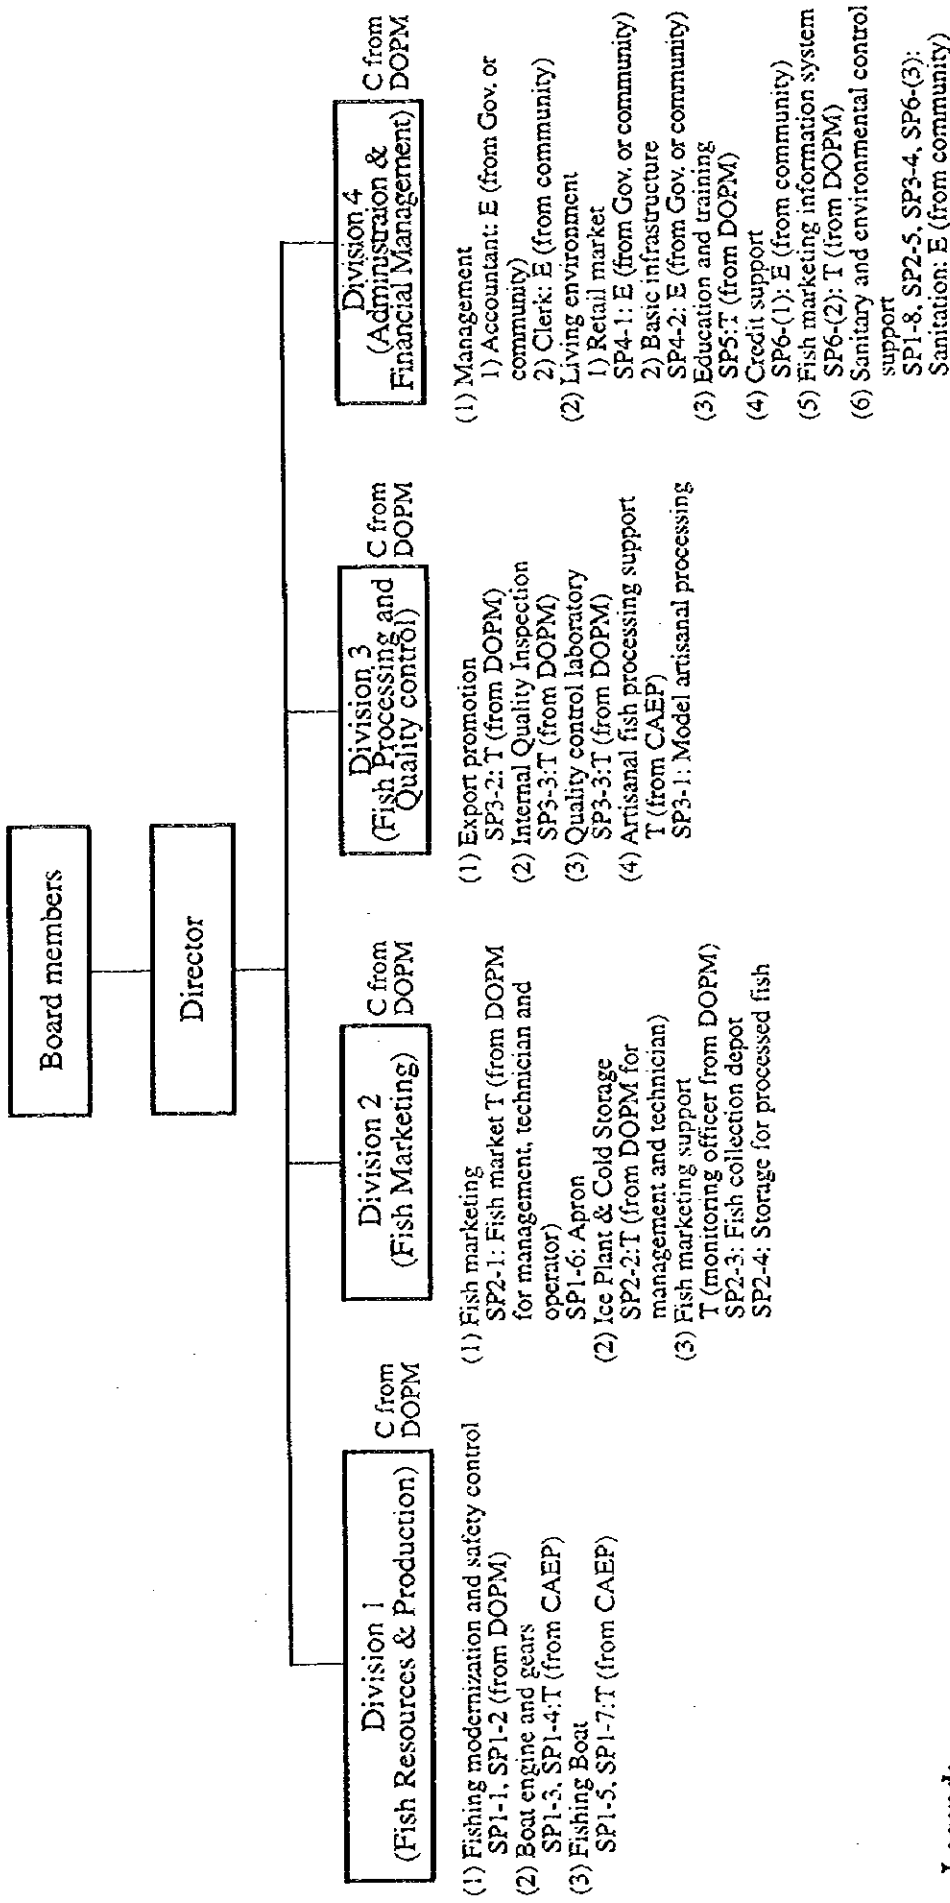 Board members
Director
Division 1
(Fish Resources & Production)
C from
DOPM
(1) Fishing modernization and safety control
SP1-1, SP1-2 (from DOPM)
(2) Boat engine and gears
SP1-3, SP1-4:T (from CAEP)
(3) Fishing Boat
SP1-5, SP1-7:T (from CAEP)
Division 2
(Fish Marketing)
C from
DOPM
(1) Fish marketing
SP2-1: Fish market T (from DOPM
for management, technician and
operator)
SP1-6: Apron
(2) Ice Plant & Cold Storage
SP2-2:T (from DOPM for
management and technician)
(3) Fish marketing support
T (monitoring officer from DOPM)
SP2-3: Fish collection depot
SP2-4: Storage for processed fish
Division 3
(Fish Processing and
Quality control)
C from
DOPM
(1) Export promotion
SP3-2: T (from DOPM)
(2) Internal Quality Inspection
SP3-3:T (from DOPM)
(3) Quality control laboratory
SP3-3:T (from DOPM)
(4) Artisanal fish processing support
T (from CAEP)
SP3-1: Model artisanal processing
Division 4
(Administraion &
Financial Management)
C from
DOPM
(1) Management
1) Accountant: E (from Gov. or
community)
2) Clerk: E (from community)
(2) Living environment
1) Retail market
SP4-1: E (from Gov. or community)
2) Basic infrastructure
SP4-2: E (from Gov. or community)
(3) Education and training
SP5:T (from DOPM)
(4) Credit support
SP6-(1): E (from community)
(5) Fish marketing information system
SP6-(2): T (from DOPM)
(6) Sanitary and environmental control
support
SP1-8, SP2-5, SP3-4, SP6-(3):
Sanitation: E (from community)